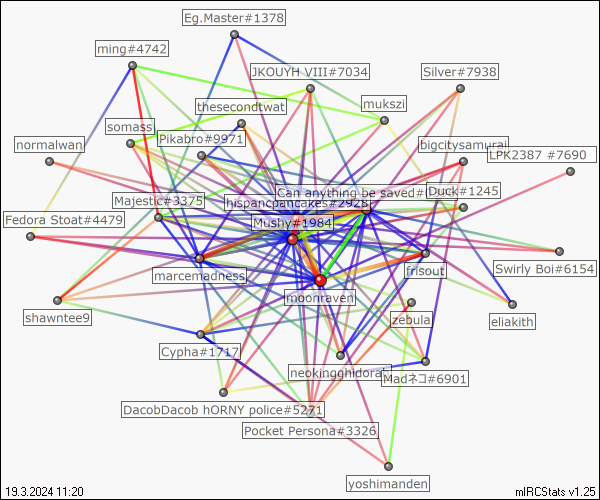 Eg.Master#1378
ming#4742
JKOUYH VIII#7034
Silver#7938
thesecondtwat
mukszi
somass
Pikabro#9971
normalwan
bigcitysamurai
LPK2387 #7690
Can anything be saved#
Duck#1245
Majestic#3375
hispancpancakes#2928
Fedora Stoat#4479
Mushy#1984
marcemadness
frisout
Swirly Boi#6154
moonraven
shawntee9
zebula
eliakith
Cypha#1717
neokingghidora
Madネコ#6901
DacobDacob hORNY police#5271
Pocket Persona#3326
yoshimanden
19.3.2024 11:20
mIRCStats v1.25